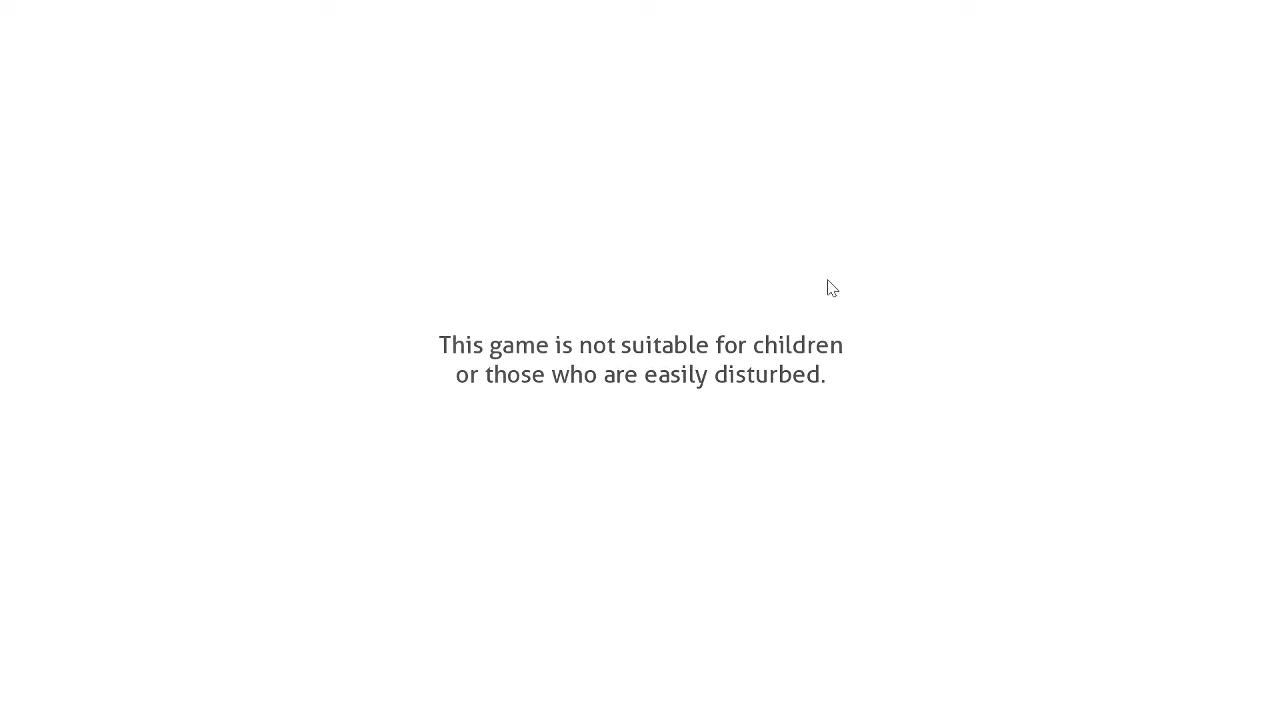 This game is not suitable for children
or those who are easily disturbed.